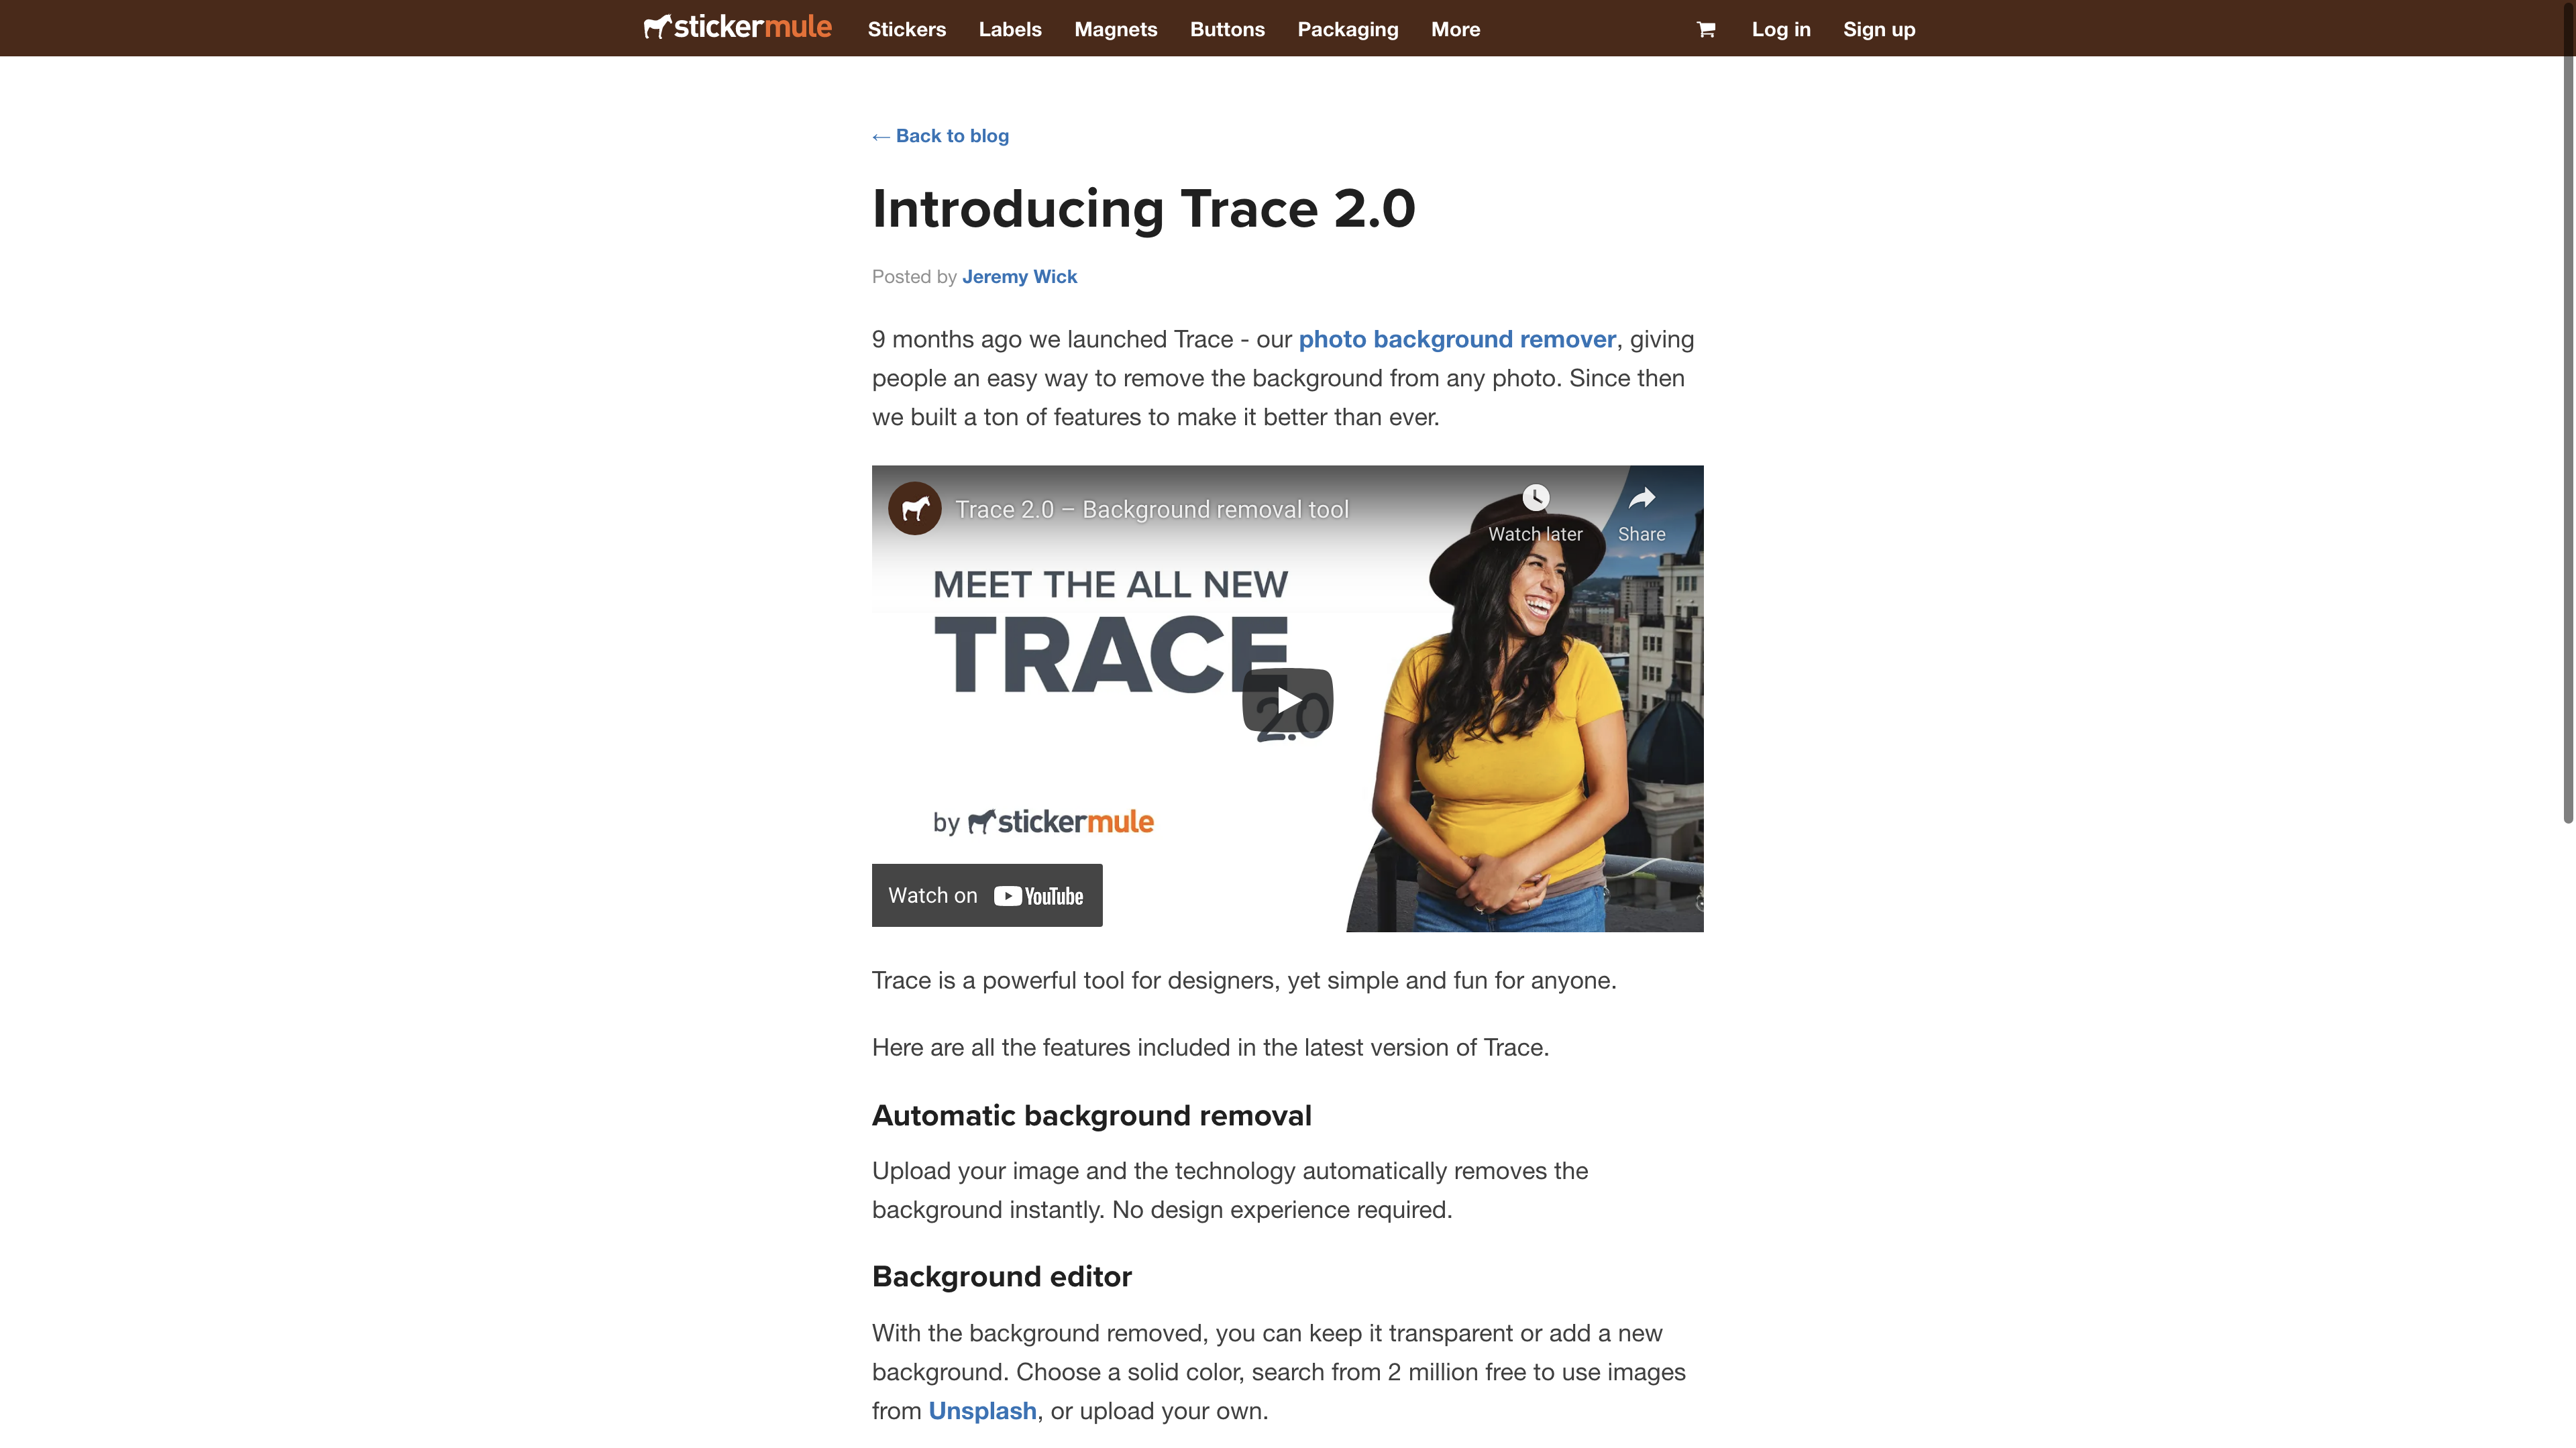 stickermule Stickers Labels Magnets Buttons Packaging More Log in Sign up
← Back to blog
Introducing Trace 2.0
Posted by Jeremy Wick
9 months ago we launched Trace - our photo background remover, giving
people an easy way to remove the background from any photo. Since then
we built a ton of features to make it better than ever.
Trace 2.0 – Background removal tool
Watch later Share
MEET THE ALL NEW
TRACE
2.0
by stickermule
Watch on YouTube
Trace is a powerful tool for designers, yet simple and fun for anyone.
Here are all the features included in the latest version of Trace.
Automatic background removal
Upload your image and the technology automatically removes the
background instantly. No design experience required.
Background editor
With the background removed, you can keep it transparent or add a new
background. Choose a solid color, search from 2 million free to use images
from Unsplash, or upload your own.